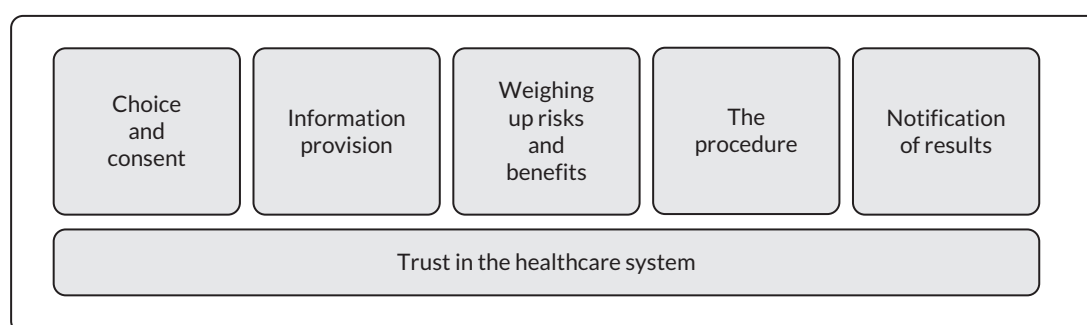 Choice
and
consent
Information
provision
Weighing
up risks
and
benefits
The
procedure
Notification
of results
Trust in the healthcare system